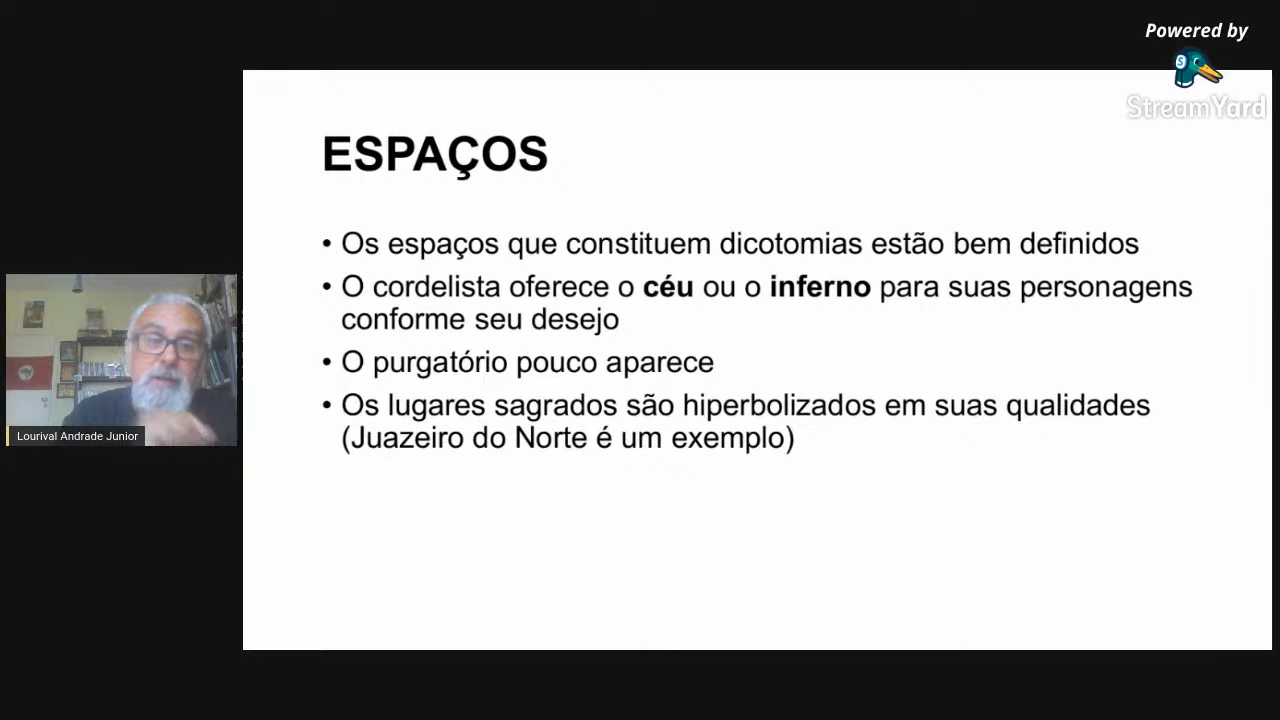 Powered by
StreamYard
ESPAÇOS
• Os espaços que constituem dicotomias estão bem definidos
• O cordelista oferece o céu ou o inferno para suas personagens
conforme seu desejo
• O purgatório pouco aparece
• Os lugares sagrados são hiperbolizados em suas qualidades
(Juazeiro do Norte é um exemplo)
Lourival Andrade Junior